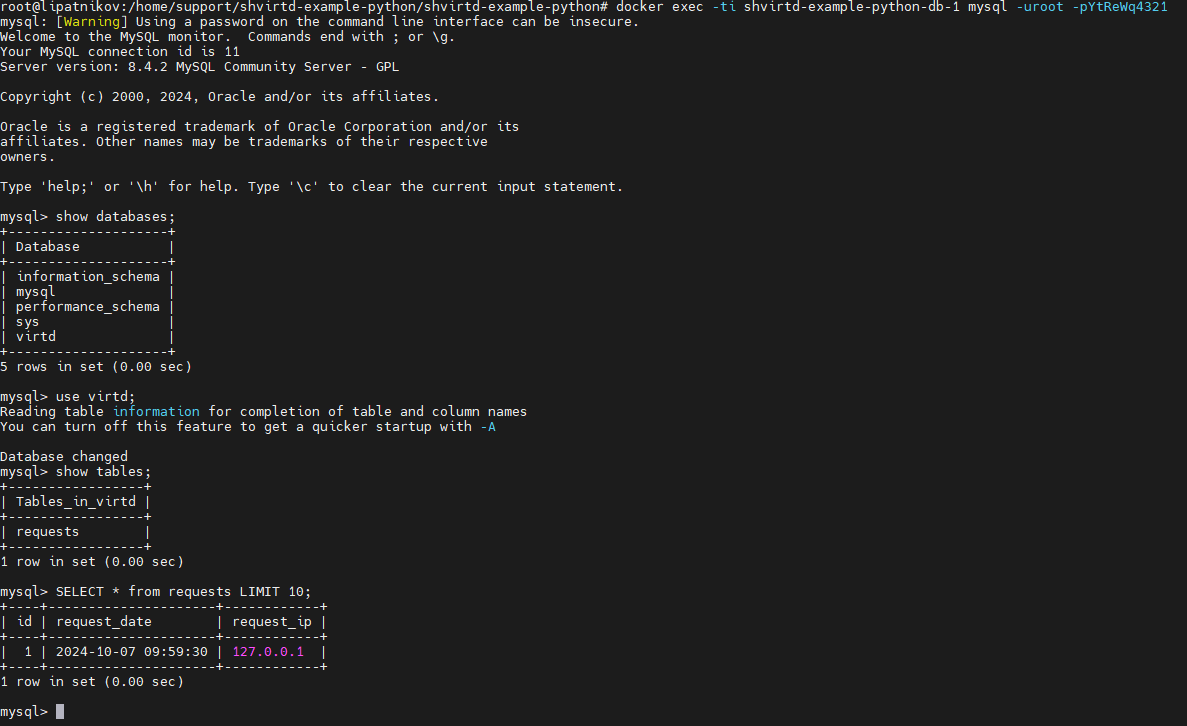 root@lipatnikov:/home/support/shvirtd-example-python/shvirtd-example-python# docker exec -ti shvirtd-example-python-db-1 mysql -uroot -pYtReWq4321
mysql: [Warning] Using a password on the command line interface can be insecure.
Welcome to the MySQL monitor.  Commands end with ; or \g.
Your MySQL connection id is 11
Server version: 8.4.2 MySQL Community Server - GPL

Copyright (c) 2000, 2024, Oracle and/or its affiliates.

Oracle is a registered trademark of Oracle Corporation and/or its
affiliates. Other names may be trademarks of their respective
owners.

Type 'help;' or '\h' for help. Type '\c' to clear the current input statement.

mysql> show databases;
+--------------------+
| Database           |
+--------------------+
| information_schema |
| mysql              |
| performance_schema |
| sys                |
| virtd              |
+--------------------+
5 rows in set (0.00 sec)

mysql> use virtd;
Reading table information for completion of table and column names
You can turn off this feature to get a quicker startup with -A

Database changed
mysql> show tables;
+-----------------+
| Tables_in_virtd |
+-----------------+
| requests        |
+-----------------+
1 row in set (0.00 sec)

mysql> SELECT * from requests LIMIT 10;
+----+---------------------+------------+
| id | request_date        | request_ip |
+----+---------------------+------------+
|  1 | 2024-10-07 09:59:30 | 127.0.0.1  |
+----+---------------------+------------+
1 row in set (0.00 sec)

mysql>